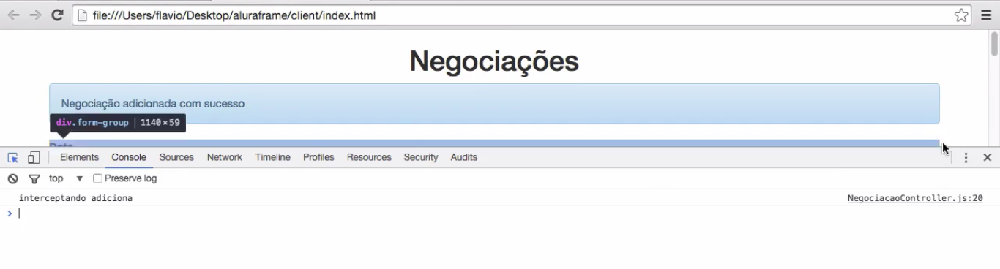 file:///Users/flavio/Desktop/aluraframe/client/index.html
Negociações
Negociação adicionada com sucesso
div.form-group | 1140×59
Data
Elements Console Sources Network Timeline Profiles Resources Security Audits
top ▼ Preserve log
interceptando adiciona NegociacaoController.js:20
>